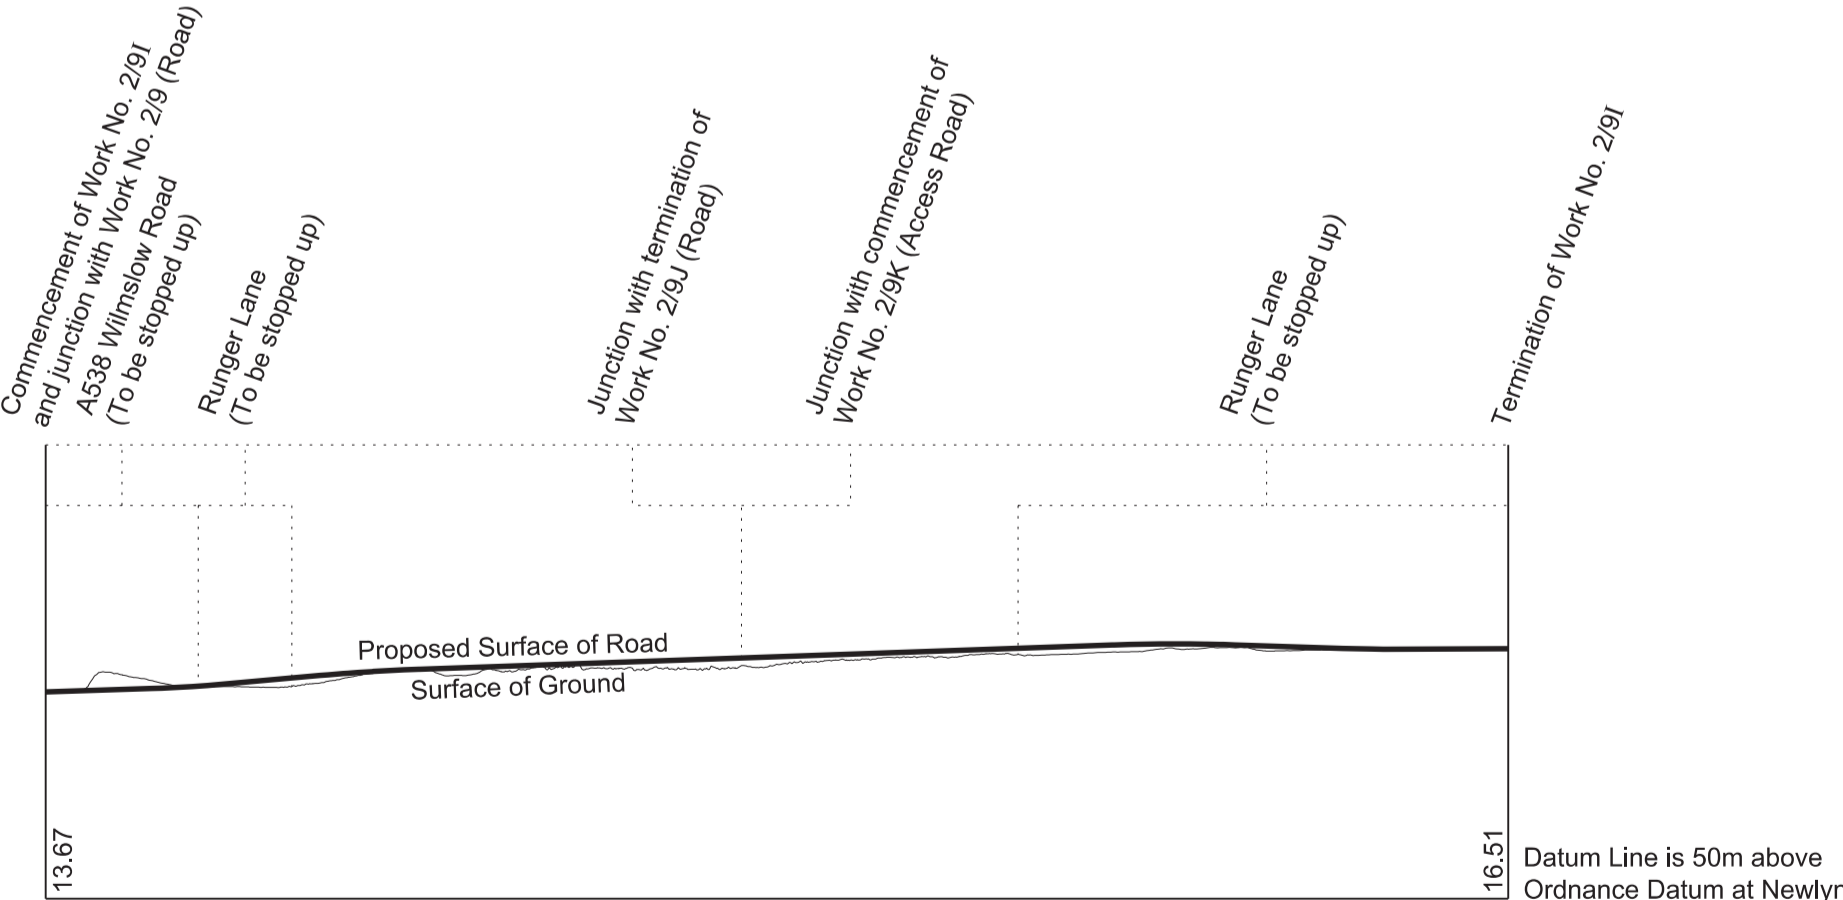 Commencement of Work No. 2/9I
and junction with Work No. 2/9 (Road)
A538 Wilmslow Road
(To be stopped up)
Runger Lane
(To be stopped up)
Junction with termination of
Work No. 2/9J (Road)
Junction with commencement of
Work No. 2/9K (Access Road)
Runger Lane
(To be stopped up)
Termination of Work No. 2/9I
Proposed Surface of Road
Surface of Ground
13.67
16.51
Datum Line is 50m above
Ordnance Datum at Newlyn